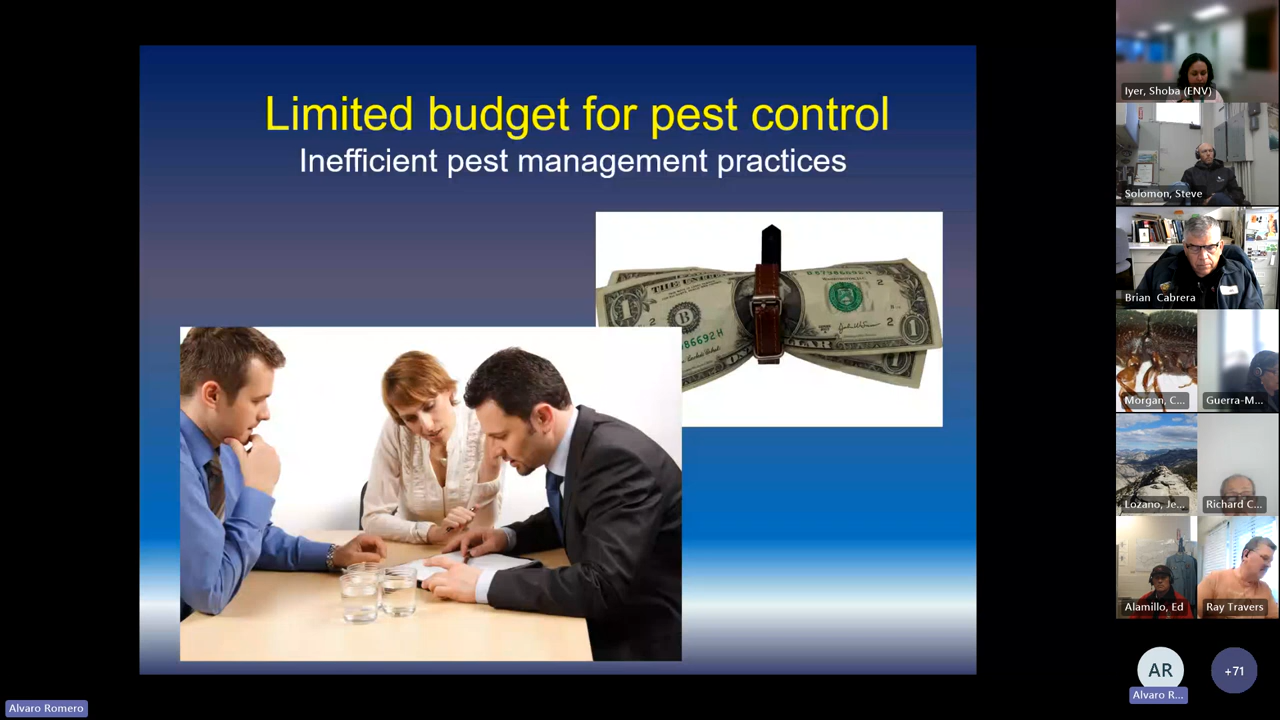 Limited budget for pest control
Inefficient pest management practices
Iyer, Shoba (ENV)
Solomon, Steve
Brian Cabrera
Morgan, C...
Guerra-M...
Lozano, Je...
Richard C...
Alamillo, Ed
Ray Travers
AR
+71
Alvaro R...
Alvaro Romero